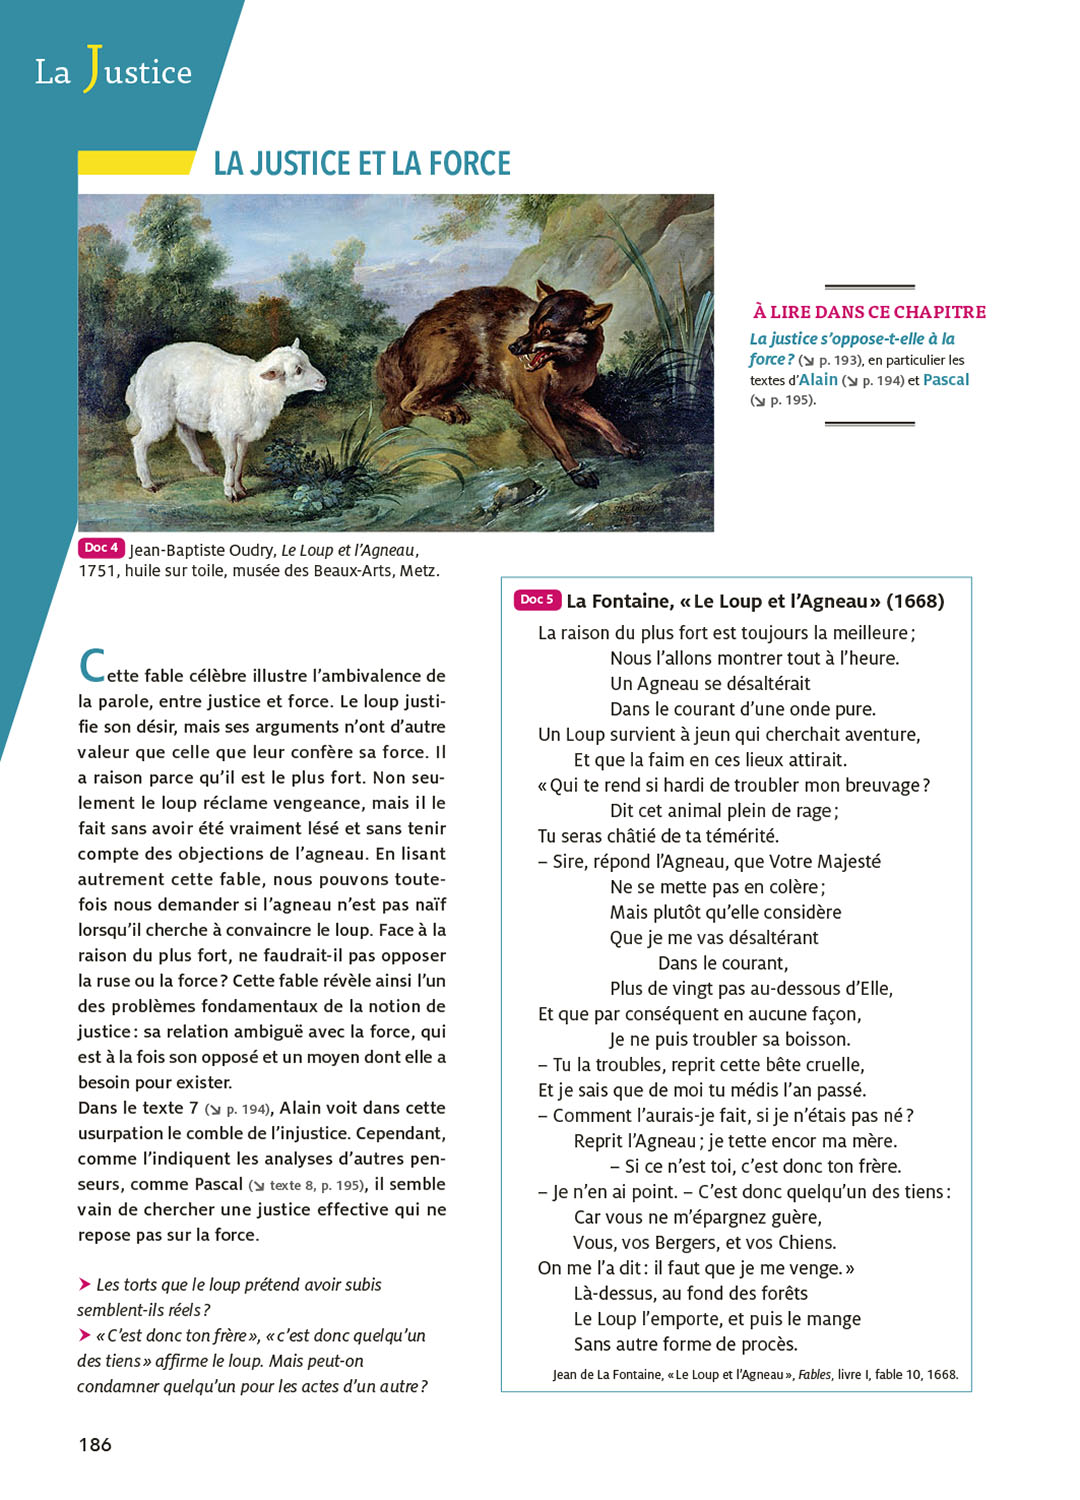 La Justice
LA JUSTICE ET LA FORCE
À LIRE DANS CE CHAPITRE
La justice s’oppose-t-elle à la
force ? (↘ p. 193), en particulier les
textes d’Alain (↘ p. 194) et Pascal
(↘ p. 195).
Doc 4 Jean-Baptiste Oudry, Le Loup et l’Agneau,
1751, huile sur toile, musée des Beaux-Arts, Metz.
Cette fable célèbre illustre l’ambivalence de
la parole, entre justice et force. Le loup justi-
fie son désir, mais ses arguments n’ont d’autre
valeur que celle que leur confère sa force. Il
a raison parce qu’il est le plus fort. Non seu-
lement le loup réclame vengeance, mais il le
fait sans avoir été vraiment lésé et sans tenir
compte des objections de l’agneau. En lisant
autrement cette fable, nous pouvons toute-
fois nous demander si l’agneau n’est pas naïf
lorsqu’il cherche à convaincre le loup. Face à la
raison du plus fort, ne faudrait-il pas opposer
la ruse ou la force ? Cette fable révèle ainsi l’un
des problèmes fondamentaux de la notion de
justice : sa relation ambiguë avec la force, qui
est à la fois son opposé et un moyen dont elle a
besoin pour exister.
Dans le texte 7 (↘ p. 194), Alain voit dans cette
usurpation le comble de l’injustice. Cependant,
comme l’indiquent les analyses d’autres pen-
seurs, comme Pascal (↘ texte 8, p. 195), il semble
vain de chercher une justice effective qui ne
repose pas sur la force.
➤ Les torts que le loup prétend avoir subis
semblent-ils réels ?
➤ « C’est donc ton frère », « c’est donc quelqu’un
des tiens » affirme le loup. Mais peut-on
condamner quelqu’un pour les actes d’un autre ?
Doc 5 La Fontaine, « Le Loup et l’Agneau » (1668)
La raison du plus fort est toujours la meilleure ;
Nous l’allons montrer tout à l’heure.
Un Agneau se désaltérait
Dans le courant d’une onde pure.
Un Loup survient à jeun qui cherchait aventure,
Et que la faim en ces lieux attirait.
« Qui te rend si hardi de troubler mon breuvage ?
Dit cet animal plein de rage ;
Tu seras châtié de ta témérité.
– Sire, répond l’Agneau, que Votre Majesté
Ne se mette pas en colère ;
Mais plutôt qu’elle considère
Que je me vas désaltérant
Dans le courant,
Plus de vingt pas au-dessous d’Elle,
Et que par conséquent en aucune façon,
Je ne puis troubler sa boisson.
– Tu la troubles, reprit cette bête cruelle,
Et je sais que de moi tu médis l’an passé.
– Comment l’aurais-je fait, si je n’étais pas né ?
Reprit l’Agneau ; je tette encor ma mère.
– Si ce n’est toi, c’est donc ton frère.
– Je n’en ai point. – C’est donc quelqu’un des tiens :
Car vous ne m’épargnez guère,
Vous, vos Bergers, et vos Chiens.
On me l’a dit : il faut que je me venge. »
Là-dessus, au fond des forêts
Le Loup l’emporte, et puis le mange
Sans autre forme de procès.
Jean de La Fontaine, « Le Loup et l’Agneau », Fables, livre I, fable 10, 1668.
186